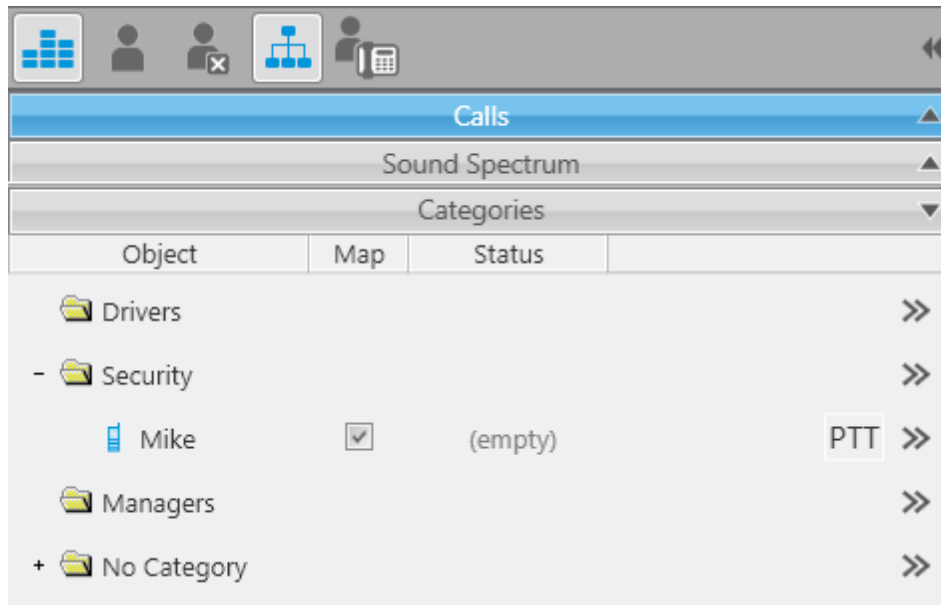 Calls
Sound Spectrum
Categories
Object Map Status
Drivers
- Security
Mike (empty) PTT
Managers
+ No Category